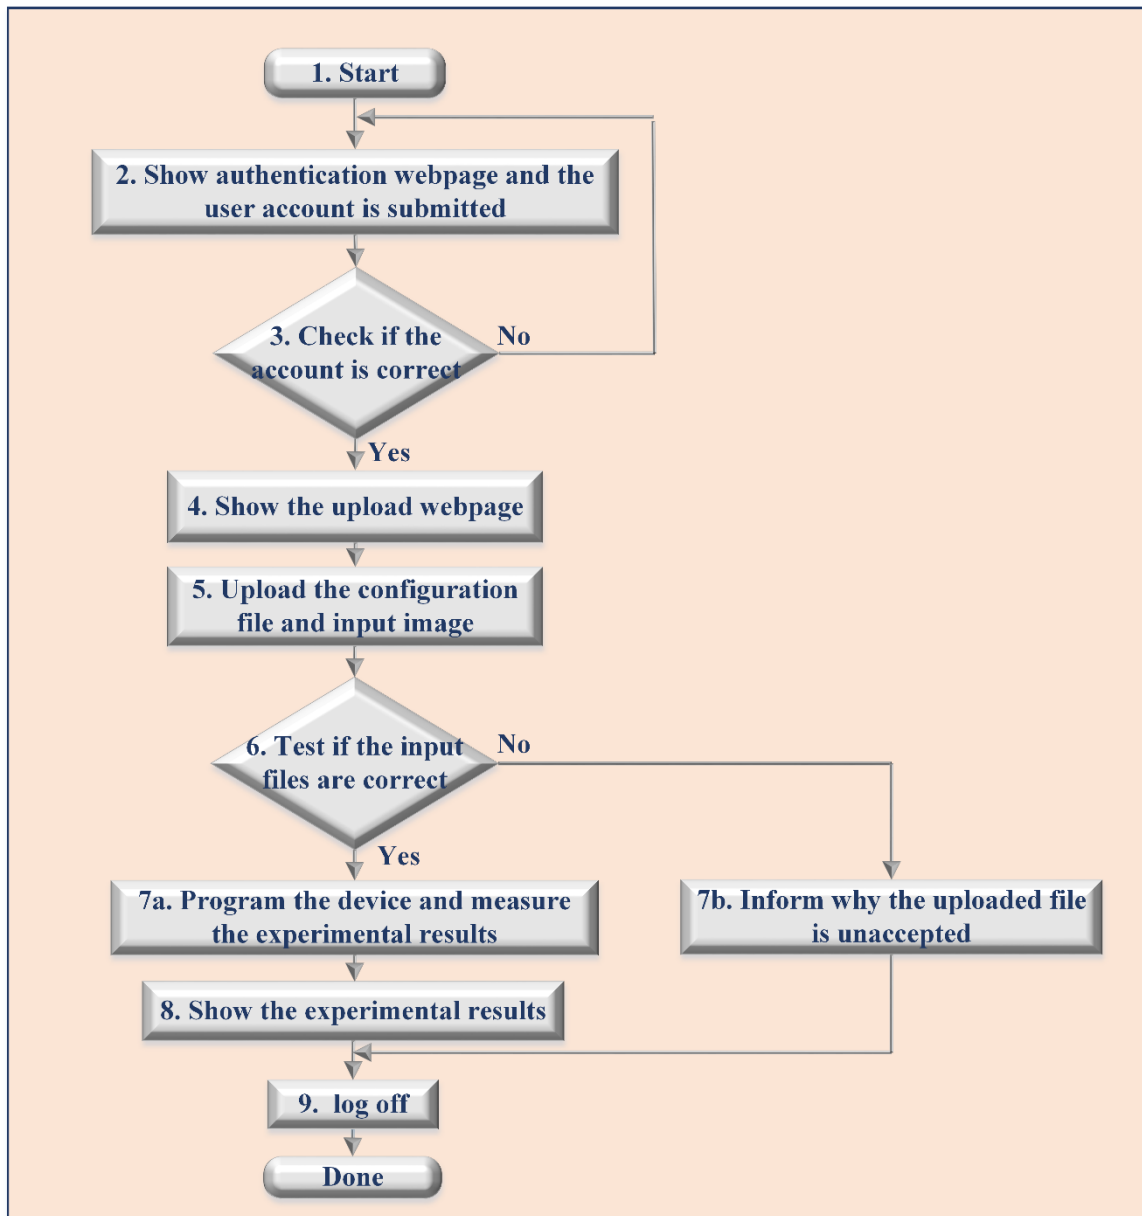 1. Start
2. Show authentication webpage and the
user account is submitted
3. Check if the
account is correct
No
Yes
4. Show the upload webpage
5. Upload the configuration
file and input image
6. Test if the input
files are correct
No
Yes
7a. Program the device and measure
the experimental results
7b. Inform why the uploaded file
is unaccepted
8. Show the experimental results
9. log off
Done